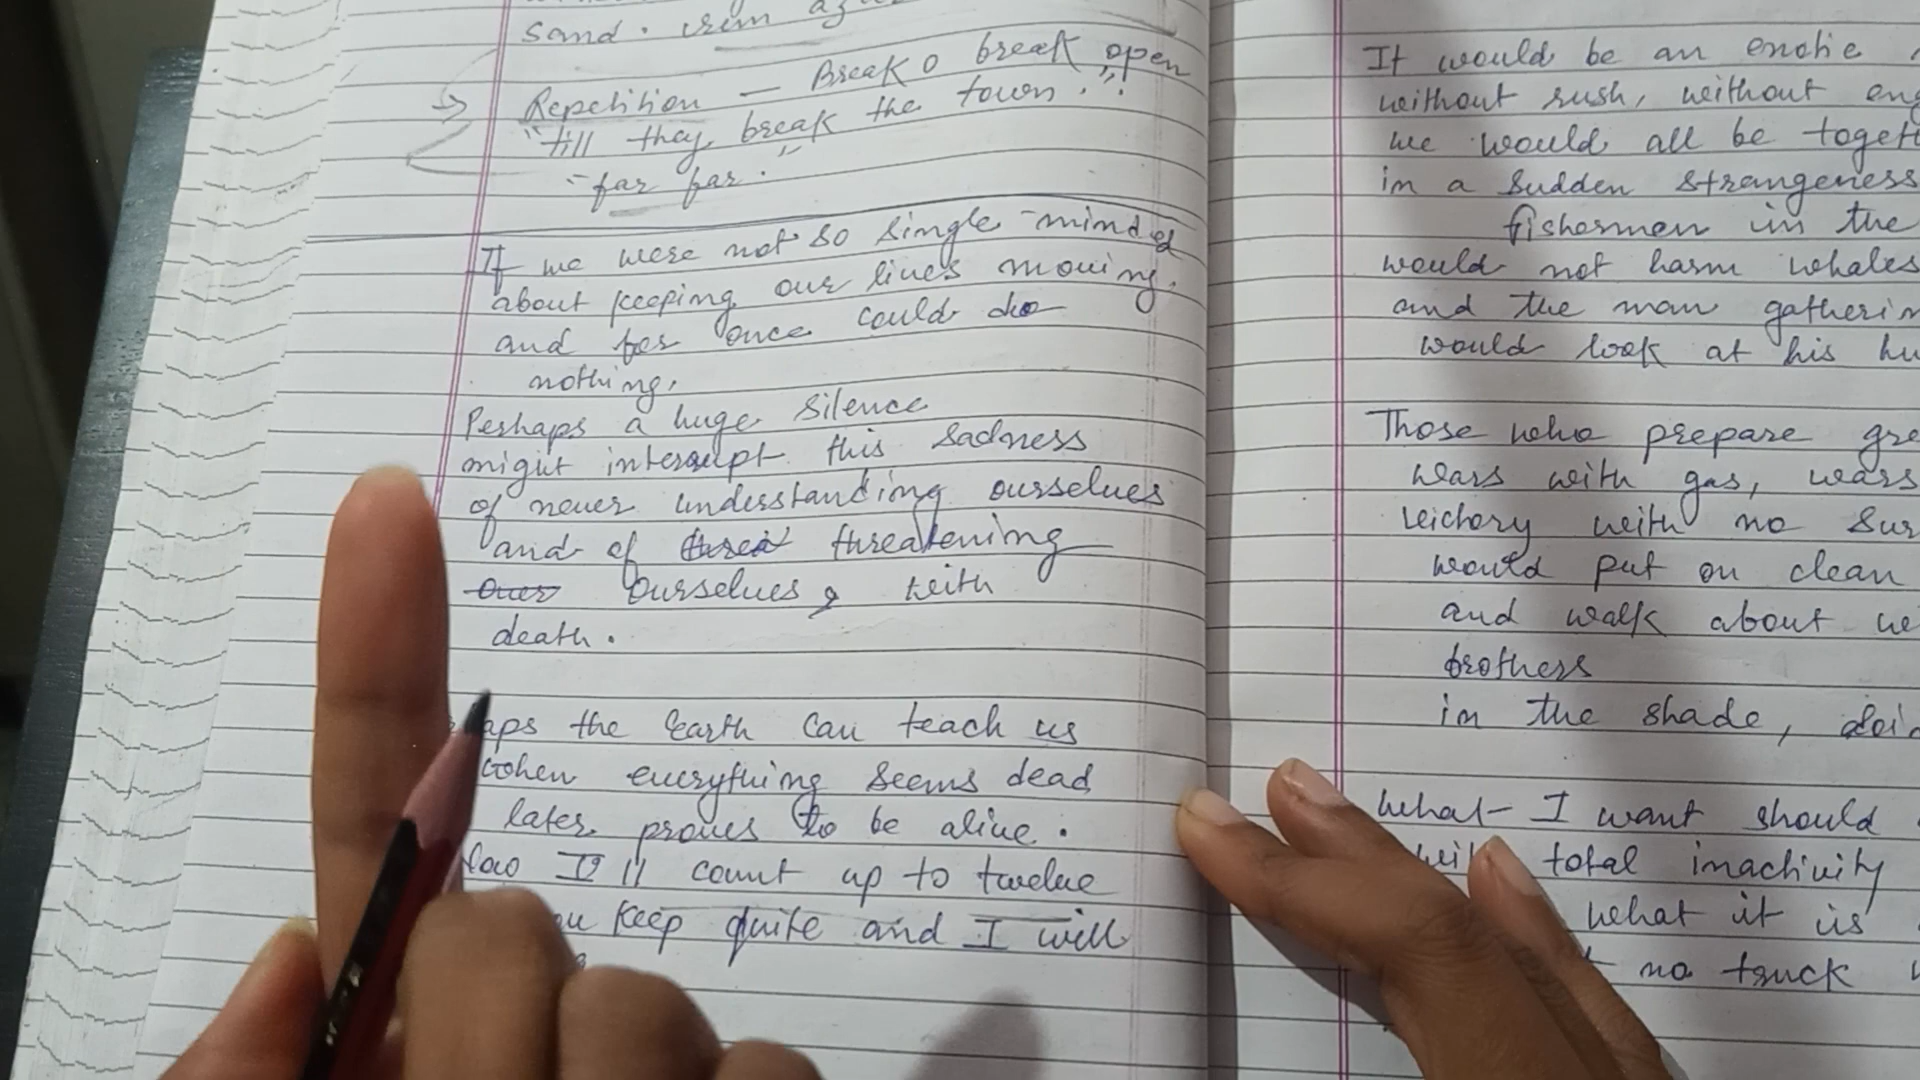 sand.
Repetition — Break o break open
"till they break the town."
"far far."
If we were not so single-minded
about keeping our lives moving,
and for once could do
nothing,
Perhaps a huge silence
might interrupt this sadness
of never understanding ourselves
and of threatening
ourselves, with
death.
aps the Earth can teach us
when everything seems dead
later proves to be alive.
Now I'll count up to twelve
keep quite and I will
It would be an
without rush, without
we would all be
in a sudden strangeness
fishermen in the
would not harm whales
and the man
would look at his
Those who prepare
wars with gas, wars
with no
would put on clean
and walk about
brothers
in the shade,
What I want should
total inactivity
what it is
no truck